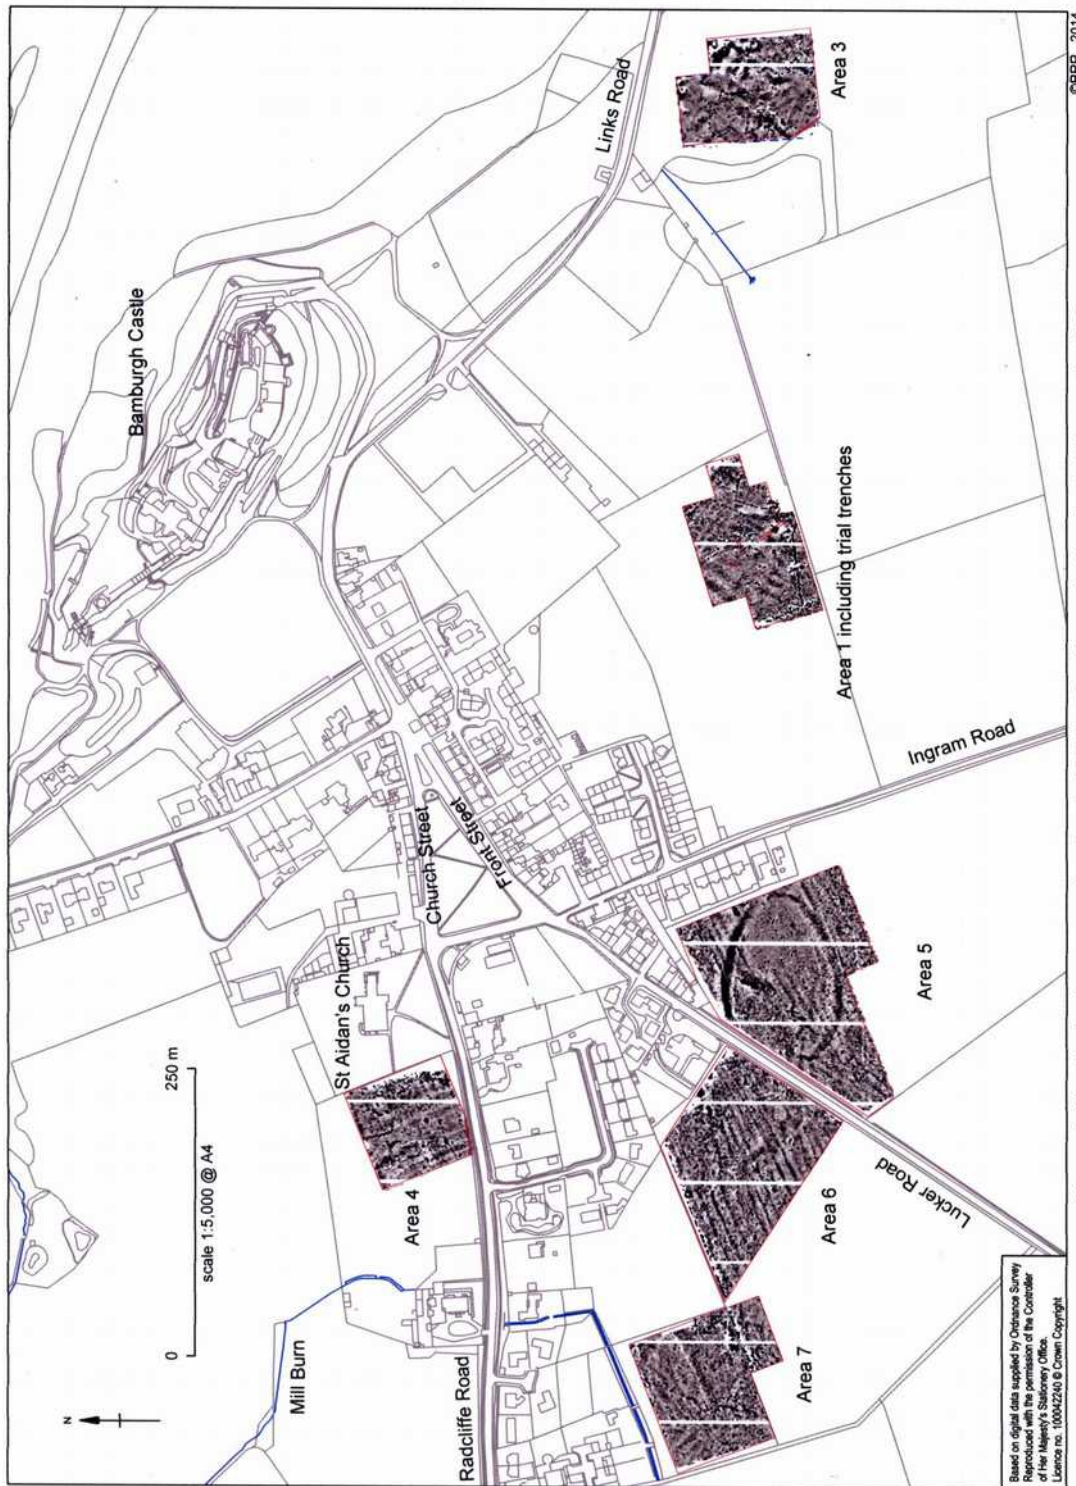 Bamburgh Castle
Links Road
Area 3
Area 1 including trial trenches
Ingram Road
Church Street
Front Street
St Aidan's Church
Area 5
250 m
0
scale 1:5,000 @ A4
Area 4
Area 6
Lucker Road
N
Mill Burn
Radcliffe Road
Area 7
Based on digital data supplied by Ordnance Survey
Reproduced with the permission of the Controller
of Her Majesty's Stationery Office.
Licence no. 100042240 © Crown Copyright
©BRP 2014